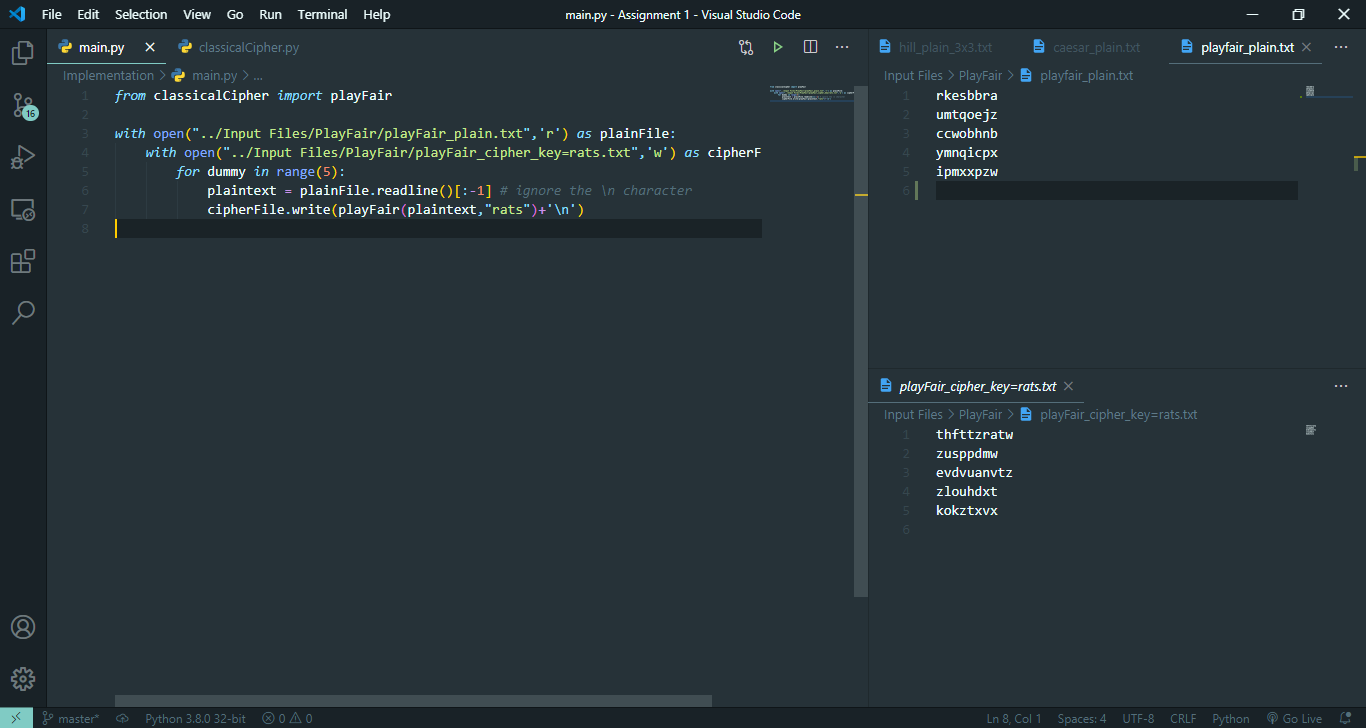 File Edit Selection View Go Run Terminal Help main.py - Assignment 1 - Visual Studio Code
main.py classicalCipher.py
Implementation > main.py > ...
1 from classicalCipher import playFair
2
3 with open("../Input Files/PlayFair/playFair_plain.txt",'r') as plainFile:
4 with open("../Input Files/PlayFair/playFair_cipher_key=rats.txt",'w') as cipherF
5 for dummy in range(5):
6 plaintext = plainFile.readline()[:-1] # ignore the \n character
7 cipherFile.write(playFair(plaintext,"rats")+'\n')
8
hill_plain_3x3.txt caesar_plain.txt playfair_plain.txt
Input Files > PlayFair > playfair_plain.txt
1 rkesbbra
2 umtqoejz
3 ccwobhnb
4 ymnqicpx
5 ipmxxpzw
6
playFair_cipher_key=rats.txt
Input Files > PlayFair > playFair_cipher_key=rats.txt
1 thfttzratw
2 zusppdmw
3 evdvuanvtz
4 zlouhdxt
5 kokztxvx
6
16
master* Python 3.8.0 32-bit 0 0 Ln 8, Col 1 Spaces: 4 UTF-8 CRLF Python Go Live